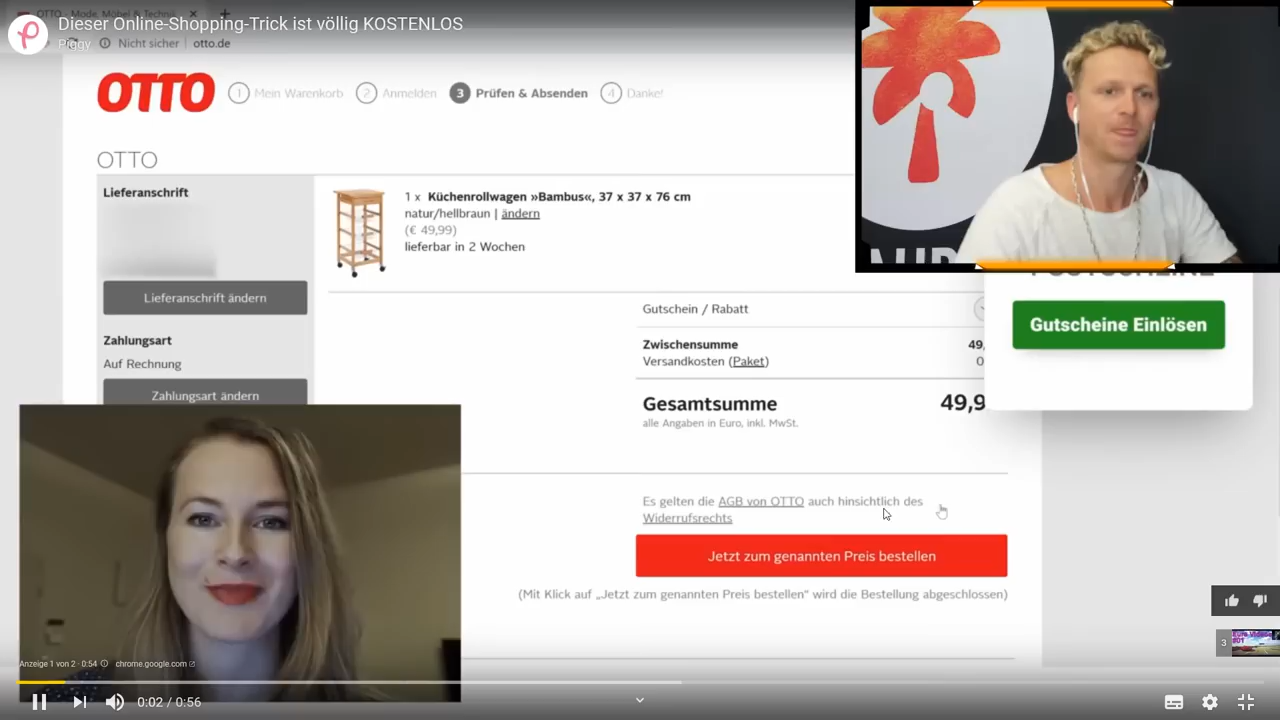 Dieser Online-Shopping-Trick ist völlig KOSTENLOS
Piggy
Nicht sicher | otto.de
OTTO
1 Mein Warenkorb 2 Anmelden 3 Prüfen & Absenden 4 Danke!
OTTO
Lieferanschrift
Lieferanschrift ändern
Zahlungsart
Auf Rechnung
Zahlungsart ändern
1 x Küchenrollwagen »Bambus«, 37 x 37 x 76 cm
natur/hellbraun | ändern
(€ 49,99)
lieferbar in 2 Wochen
Gutschein / Rabatt
Zwischensumme 49,
Versandkosten (Paket) 0
Gesamtsumme 49,9
alle Angaben in Euro, inkl. MwSt.
Gutscheine Einlösen
Es gelten die AGB von OTTO auch hinsichtlich des
Widerrufsrechts
Jetzt zum genannten Preis bestellen
(Mit Klick auf „Jetzt zum genannten Preis bestellen" wird die Bestellung abgeschlossen)
3
Anzeige 1 von 2 · 0:54 chrome.google.com
0:02 / 0:56